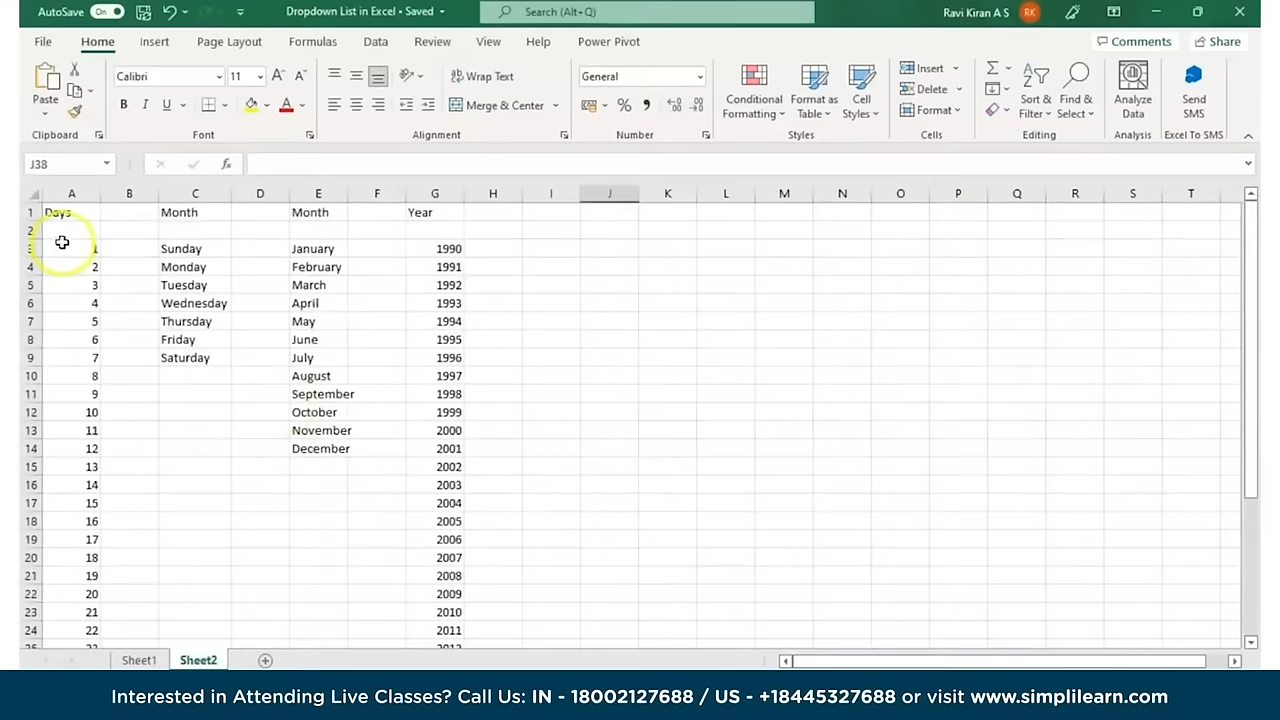 AutoSave On Dropdown List in Excel • Saved Search (Alt+Q) Ravi Kiran A S RK
File Home Insert Page Layout Formulas Data Review View Help Power Pivot Comments Share
Calibri 11 Wrap Text General Insert
Delete
Paste B I U A Merge & Center % Conditional Formatting Format as Table Cell Styles Format Sort & Filter Find & Select Analyze Data Send SMS
Clipboard Font Alignment Number Styles Cells Editing Analysis Excel To SMS
J38 fx
A B C D E F G H I J K L M N O P Q R S T
1 Days Month Month Year
2
3 1 Sunday January 1990
4 2 Monday February 1991
5 3 Tuesday March 1992
6 4 Wednesday April 1993
7 5 Thursday May 1994
8 6 Friday June 1995
9 7 Saturday July 1996
10 8 August 1997
11 9 September 1998
12 10 October 1999
13 11 November 2000
14 12 December 2001
15 13 2002
16 14 2003
17 15 2004
18 16 2005
19 17 2006
20 18 2007
21 19 2008
22 20 2009
23 21 2010
24 22 2011
Sheet1 Sheet2
Interested in Attending Live Classes? Call Us: IN - 18002127688 / US - +18445327688 or visit www.simplilearn.com